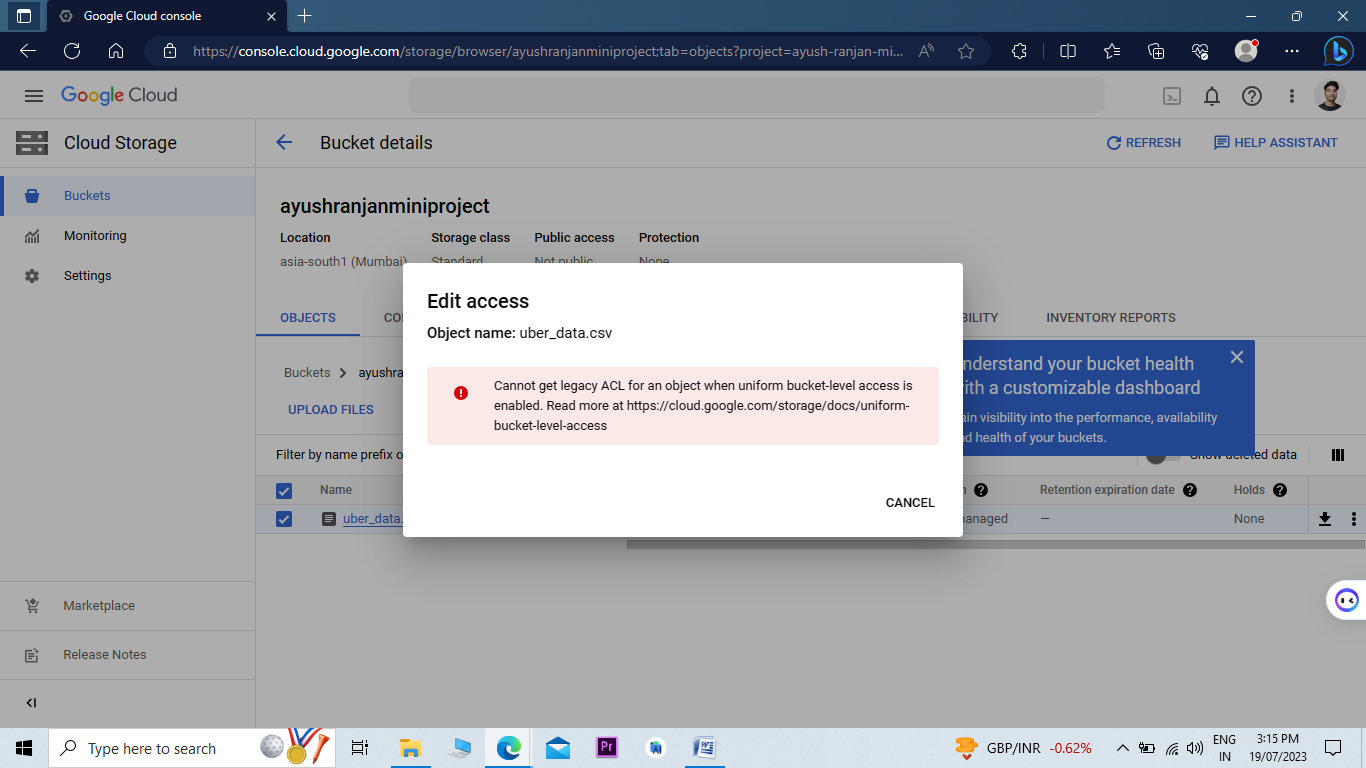 Google Cloud console
https://console.cloud.google.com/storage/browser/ayushranjanminiproject;tab=objects?project=ayush-ranjan-mi...
Google Cloud
Cloud Storage
Bucket details
REFRESH
HELP ASSISTANT
Buckets
Monitoring
Settings
ayushranjanminiproject
Location Storage class Public access Protection
asia-south1 (Mumbai) Standard Not public None
OBJECTS
CO
BILITY
INVENTORY REPORTS
Edit access
Object name: uber_data.csv
Cannot get legacy ACL for an object when uniform bucket-level access is
enabled. Read more at https://cloud.google.com/storage/docs/uniform-
bucket-level-access
CANCEL
nderstand your bucket health
ith a customizable dashboard
ain visibility into the performance, availability
d health of your buckets.
Buckets > ayushra
UPLOAD FILES
Filter by name prefix o
Show deleted data
Name
Retention expiration date
Holds
uber_data.
anaged
—
None
Marketplace
Release Notes
Type here to search
Pr
GBP/INR -0.62%
ENG
IN
3:15 PM
19/07/2023